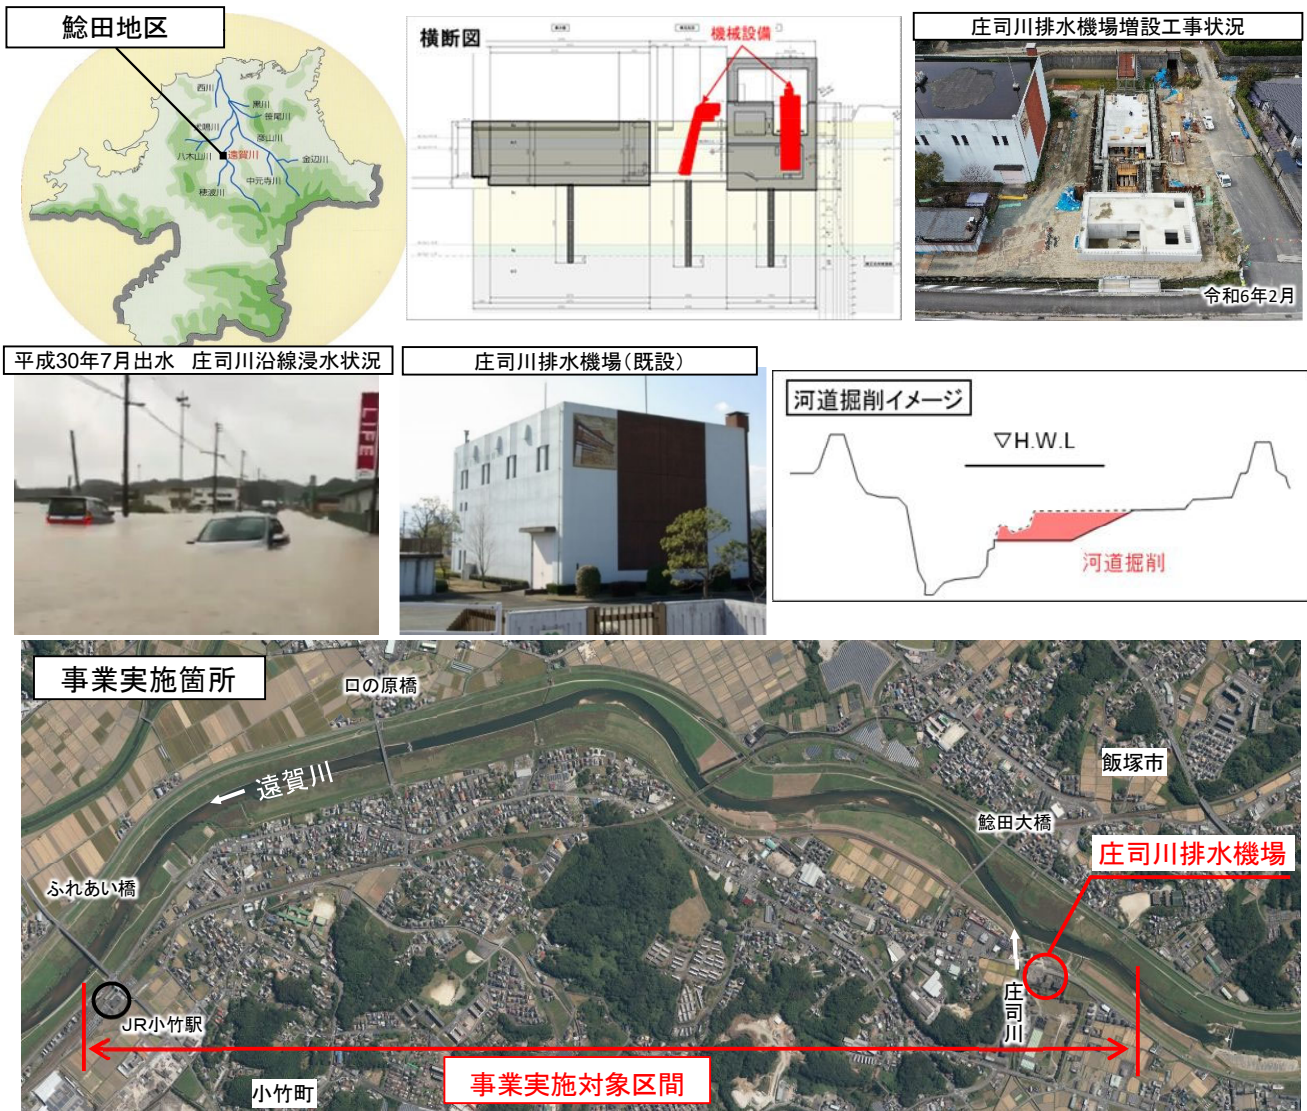 鯰田地区
西川
黒川
笹尾川
犬鳴川
彦山川
八木山川
遠賀川
金辺川
中元寺川
穂波川
横断図
機械設備
庄司川排水機場増設工事状況
令和6年2月
平成30年7月出水 庄司川沿線浸水状況
LIFE
庄司川排水機場(既設)
河道掘削イメージ
▽H.W.L
河道掘削
事業実施箇所
口の原橋
遠賀川
飯塚市
鯰田大橋
庄司川排水機場
ふれあい橋
庄司川
JR小竹駅
事業実施対象区間
小竹町